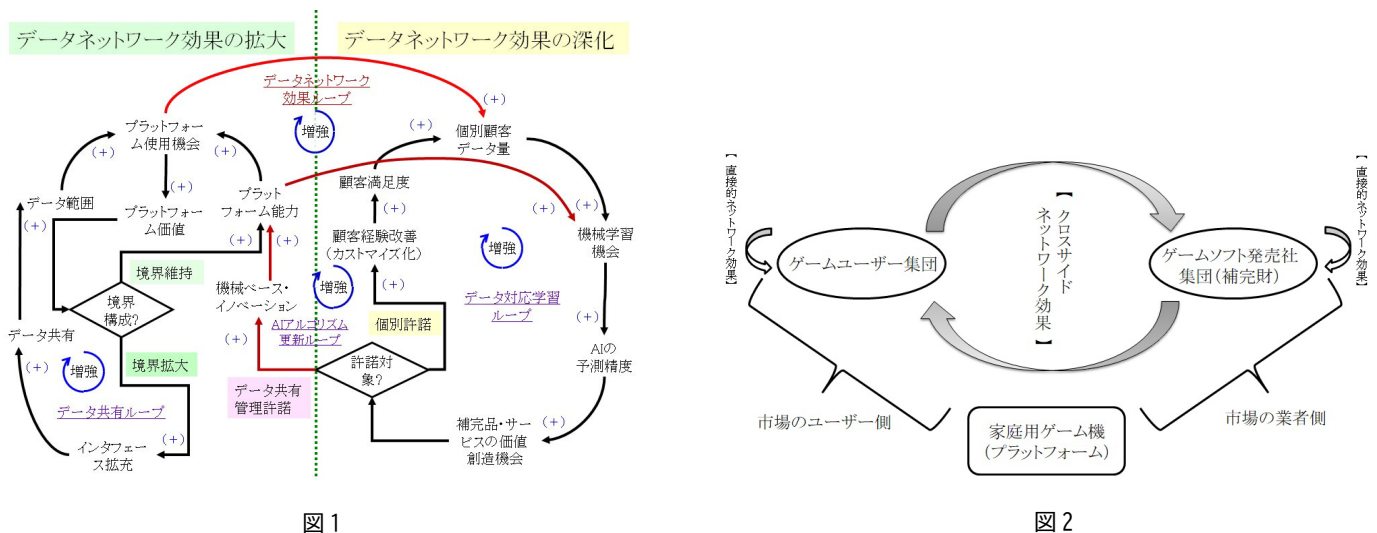 データネットワーク効果の拡大
データネットワーク効果の深化
データネットワーク
効果ループ
(+)
増強
プラットフォー
ム使用機会
(+)
(+)
(+)
個別顧客
データ量
(+)
顧客満足度
データ範囲
(+)
プラットフォー
ム価値
プラット
フォーム能力
(+)
(+)
(+)
(+)
(+)
顧客経験改善
(カストマイズ化)
増強
機械学習
機会
境界維持
(+)
機械ベース・
イノベーション
増強
データ対応学習
ループ
境界
構成?
AIアルゴリズム
更新ループ
個別許諾
(+)
(+)
データ共有
(+)
AIの
予測精度
増強
境界拡大
許諾対
象?
データ共有ループ
データ共有
管理許諾
(+)
インタフェー
ス拡充
補完品・サー
ビスの価値
創造機会
(+)
図1
【直接的ネットワーク効果】
【クロスサイド
ネットワーク効果】
【直接的ネットワーク効果】
ゲームユーザー集団
ゲームソフト発売社
集団(補完財)
市場のユーザー側
市場の業者側
家庭用ゲーム機
(プラットフォーム)
図2